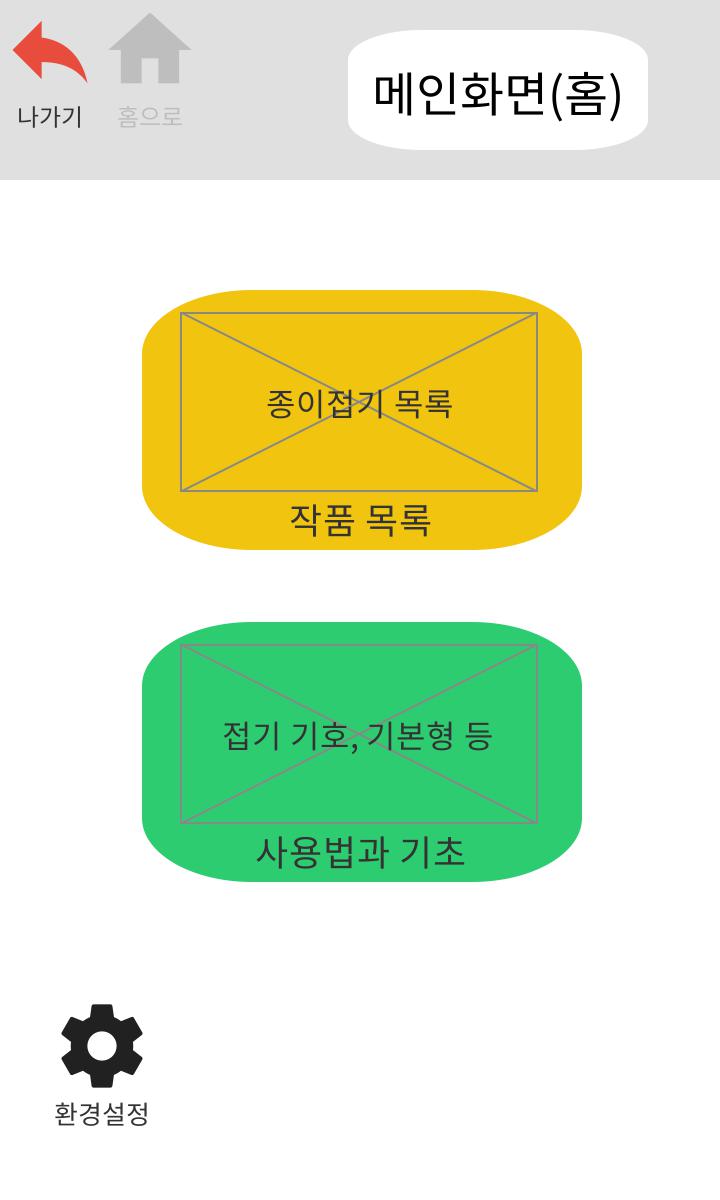 나가기
홈으로
메인화면(홈)
종이접기 목록
작품 목록
접기 기호, 기본형 등
사용법과 기초
환경설정